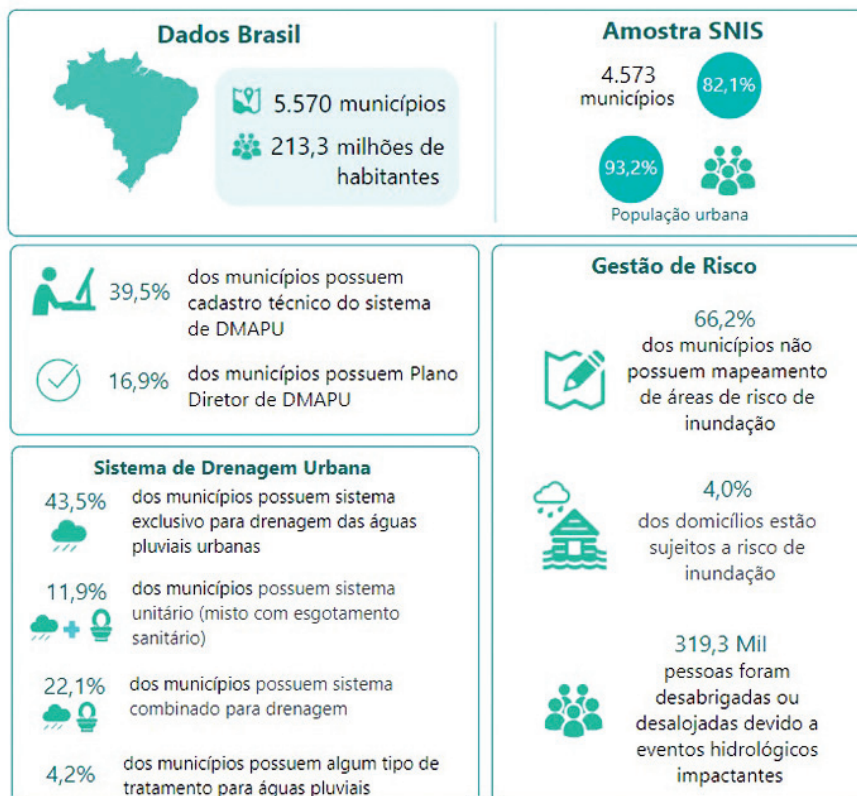 Dados Brasil
5.570 municípios
213,3 milhões de
habitantes
Amostra SNIS
4.573
municípios
82,1%
93,2%
População urbana
39,5%
dos municípios possuem
cadastro técnico do sistema
de DMAPU
16,9%
dos municípios possuem Plano
Diretor de DMAPU
Sistema de Drenagem Urbana
43,5%
dos municípios possuem sistema
exclusivo para drenagem das águas
pluviais urbanas
11,9%
dos municípios possuem sistema
unitário (misto com esgotamento
sanitário)
22,1%
dos municípios possuem sistema
combinado para drenagem
4,2%
dos municípios possuem algum tipo de
tratamento para águas pluviais
Gestão de Risco
66,2%
dos municípios não
possuem mapeamento
de áreas de risco de
inundação
4,0%
dos domicílios estão
sujeitos a risco de
inundação
319,3 Mil
pessoas foram
desabrigadas ou
desalojadas devido a
eventos hidrológicos
impactantes